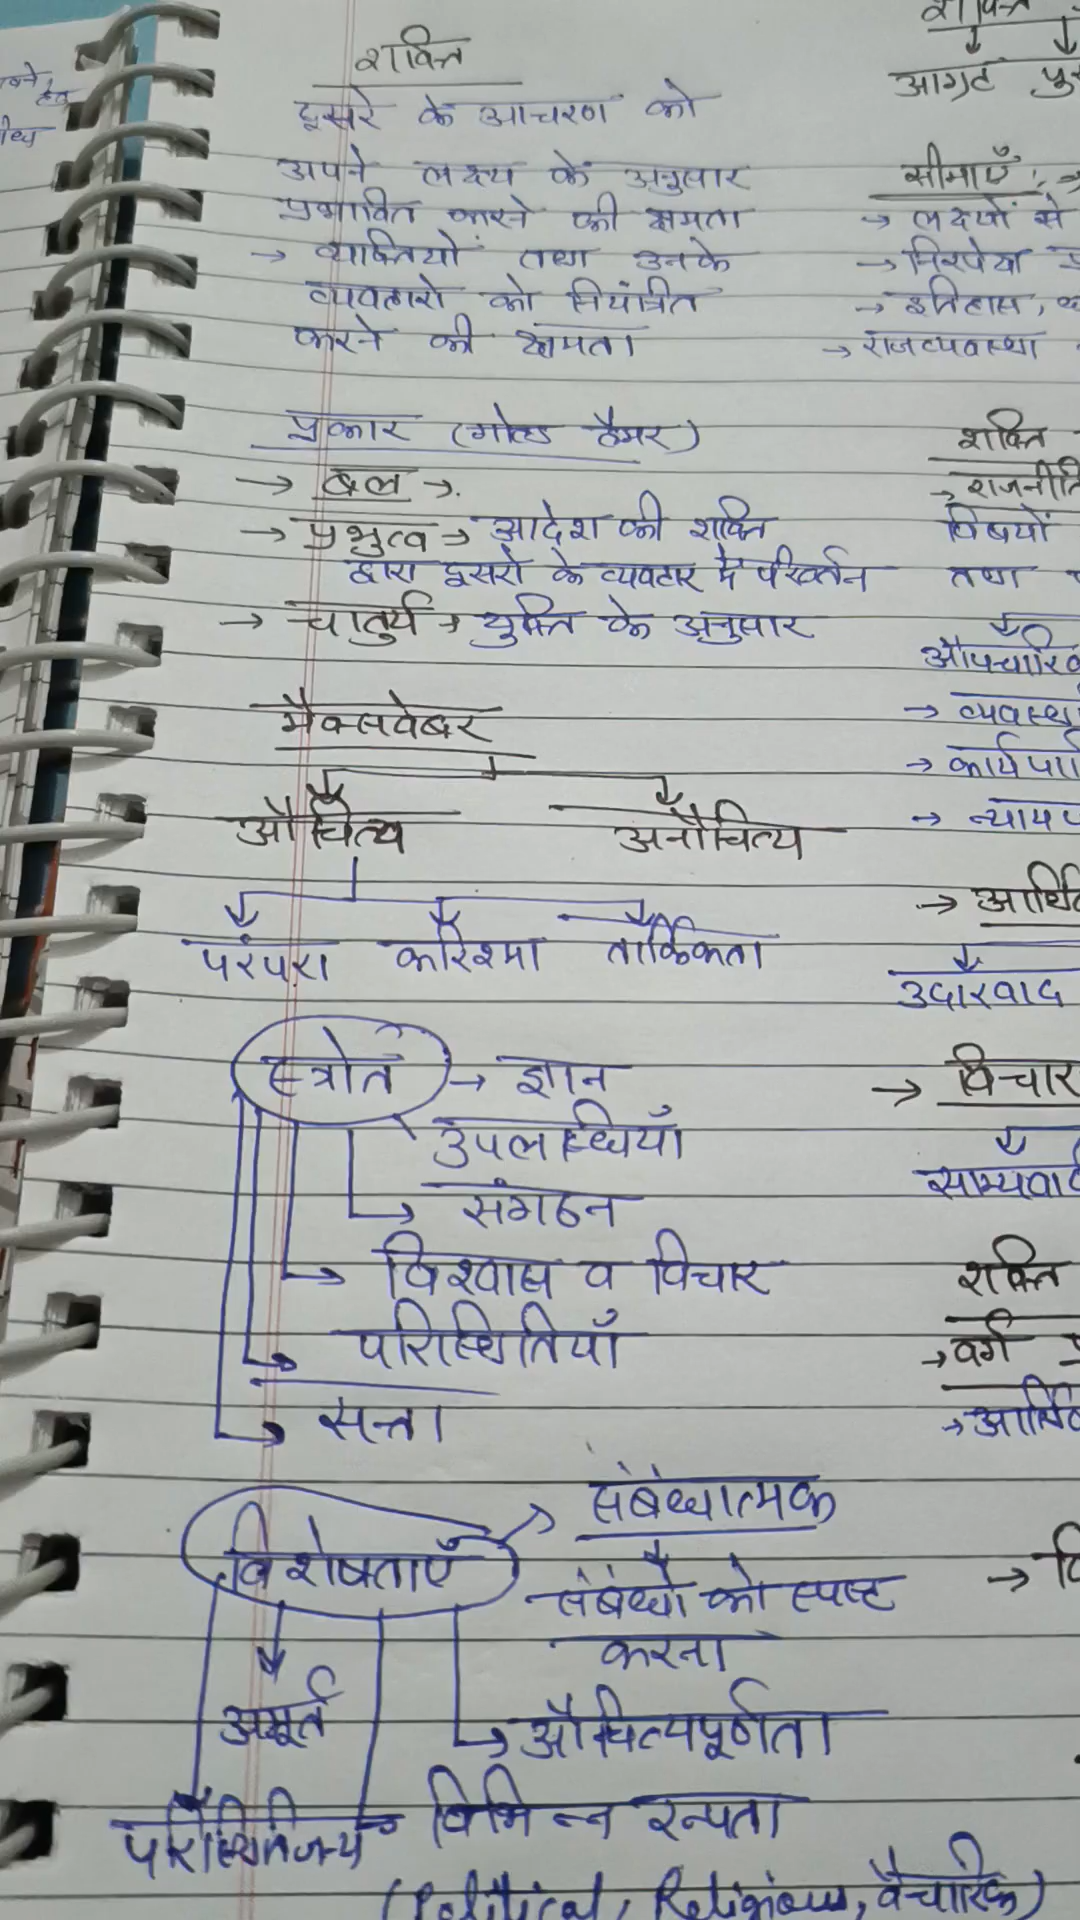 शक्ति
दूसरे के आचरण को
अपने लक्ष्य के अनुसार
प्रभावित करने की क्षमता
→ व्यक्तियों तथा उनके
व्यवहारो को नियंत्रित
करने की क्षमता
प्रकार (गोल्ड हैमर)
→ बल →.
→ प्रभुत्व → आदेश की शक्ति
द्वारा दूसरो के व्यवहार में परिवर्तन
→ चातुर्य → युक्ति के अनुसार
मैक्सवेबर
औचित्य अनौचित्य
परंपरा करिश्मा तार्किकता
स्त्रोत → ज्ञान
उपलब्धियाँ
संगठन
विश्वास व विचार
परिस्थितियाँ
सत्ता
विशेषताएँ
संबंधात्मक
संबंधो को स्पष्ट
करना
अमूर्त
औचित्यपूर्णता
परिस्थितिजन्य
विभिन्न
(Political, Religious, वैचारिक)
शक्ति
आग्रह
सीमाएँ :→
→ लक्ष्यों से
→ निरपेक्ष
→ इतिहास,
→ राजव्यवस्था
शक्ति
→ राजनीति
विषयों
तथा
औपचारिक
→ व्यवस्था
→ कार्यपा
→ न्यायप
→ आर्थि
उदारवाद
→ विचार
साम्यवाद
शक्ति
→ वर्ग
→ आर्थि
→ वि